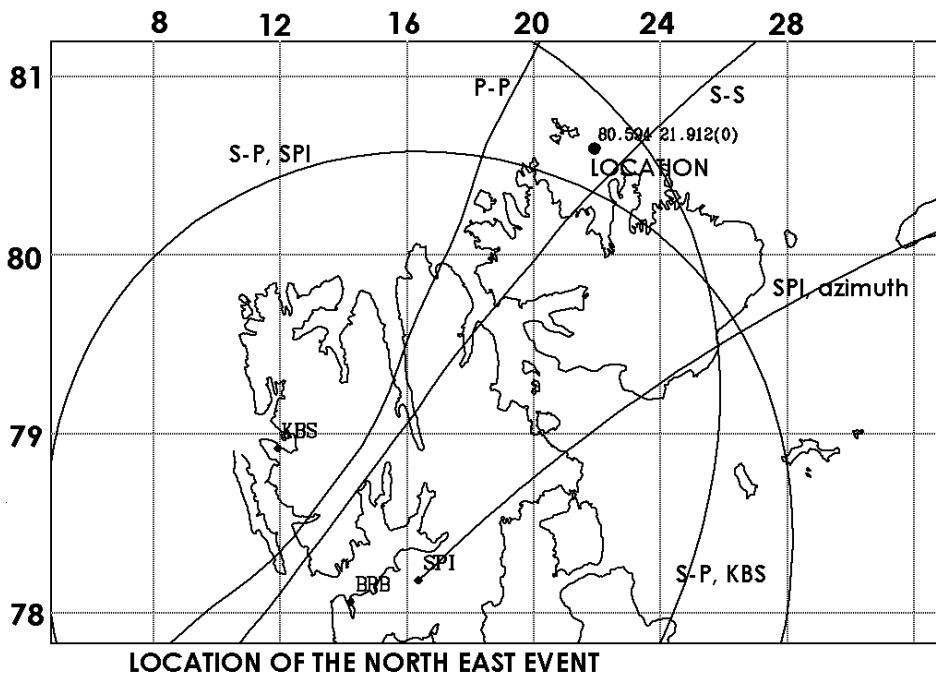 8 12 16 20 24 28
81
P-P
S-S
80.594 21.912(0)
S-P, SPI
LOCATION
80
SPI, azimuth
79
KBS
SPI
BRB
S-P, KBS
78
LOCATION OF THE NORTH EAST EVENT